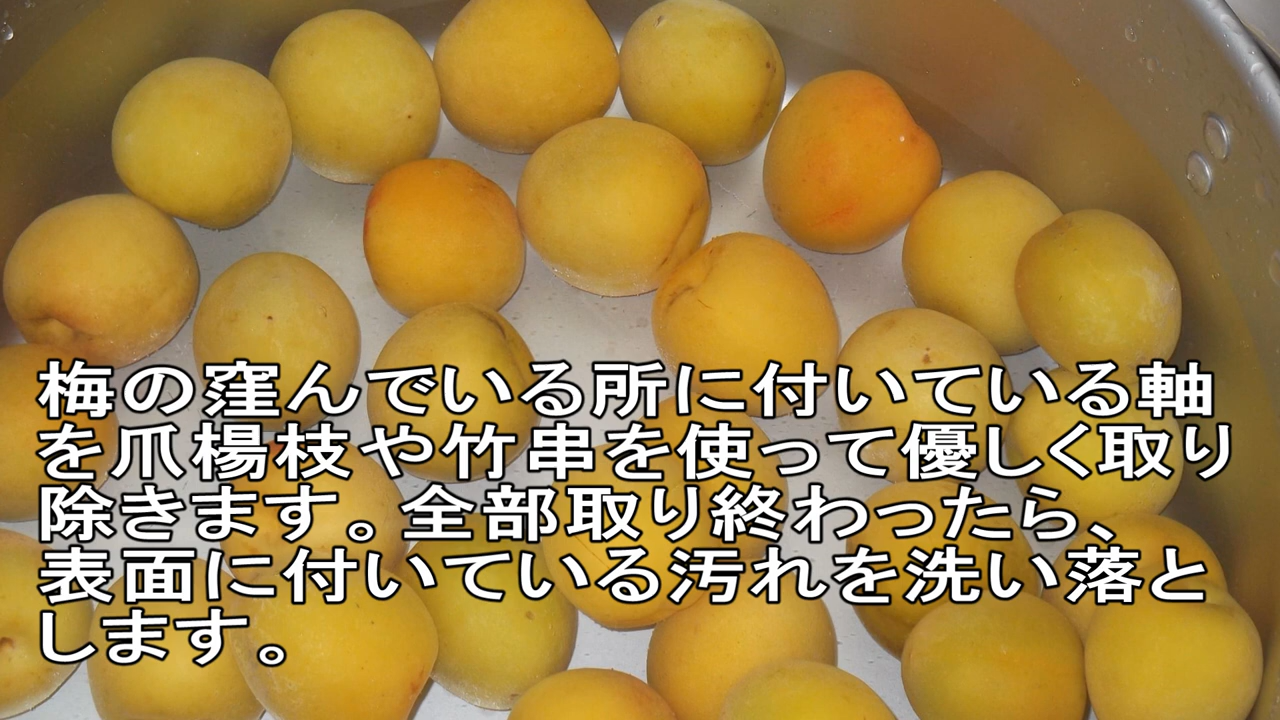 梅の窪んでいる所に付いている軸
を爪楊枝や竹串を使って優しく取り
除きます。全部取り終わったら、
表面に付いている汚れを洗い落と
します。